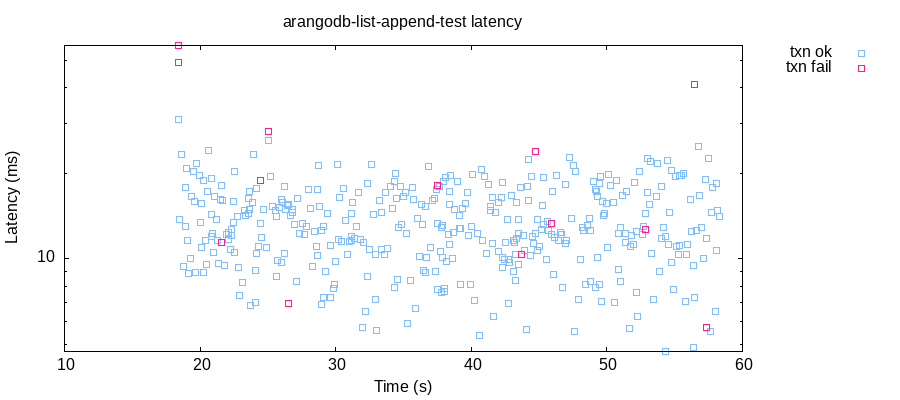 arangodb-list-append-test latency
txn ok
txn fail
Latency (ms)
10
10 20 30 40 50 60
Time (s)